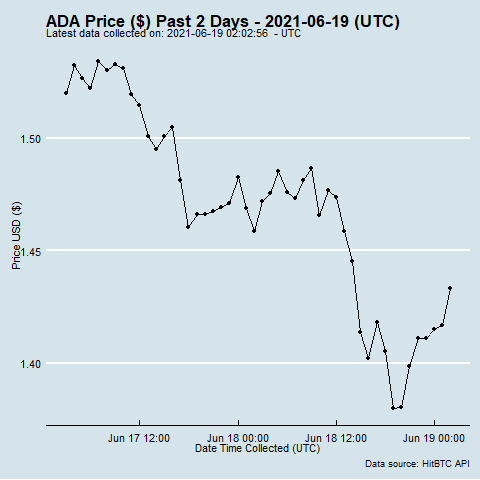 ADA Price ($) Past 2 Days - 2021-06-19 (UTC)
Latest data collected on: 2021-06-19 02:02:56 - UTC
1.50
1.45
1.40
Price USD ($)
Jun 17 12:00 Jun 18 00:00 Jun 18 12:00 Jun 19 00:00
Date Time Collected (UTC)
Data source: HitBTC API